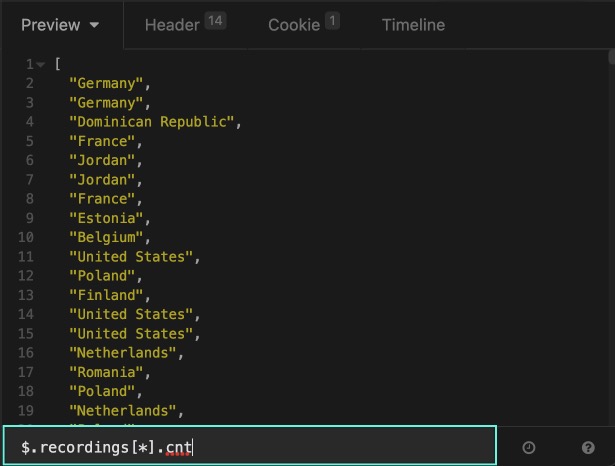 Preview Header 14 Cookie 1 Timeline
1 [
2 "Germany",
3 "Germany",
4 "Dominican Republic",
5 "France",
6 "Jordan",
7 "Jordan",
8 "France",
9 "Estonia",
10 "Belgium",
11 "United States",
12 "Poland",
13 "Finland",
14 "United States",
15 "United States",
16 "Netherlands",
17 "Romania",
18 "Poland",
19 "Netherlands",
$.recordings[*].cnt ?